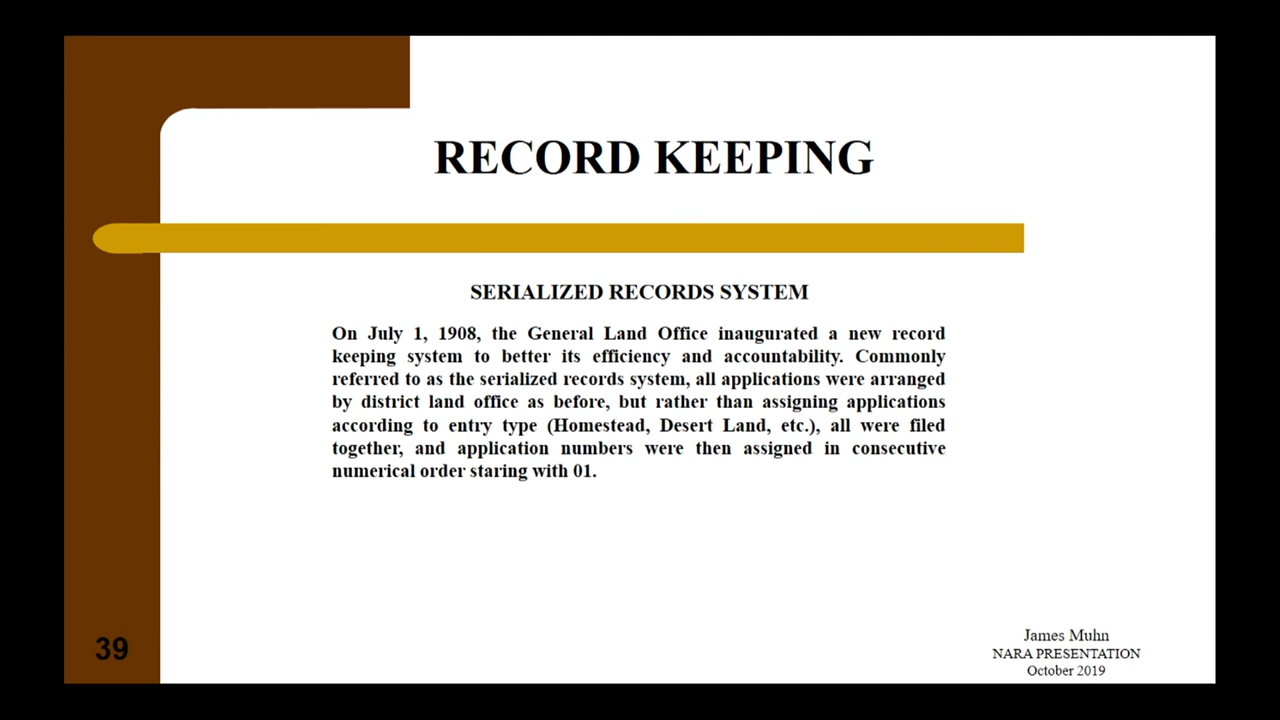 RECORD KEEPING
SERIALIZED RECORDS SYSTEM
On July 1, 1908, the General Land Office inaugurated a new record
keeping system to better its efficiency and accountability. Commonly
referred to as the serialized records system, all applications were arranged
by district land office as before, but rather than assigning applications
according to entry type (Homestead, Desert Land, etc.), all were filed
together, and application numbers were then assigned in consecutive
numerical order staring with 01.
39
James Muhn
NARA PRESENTATION
October 2019